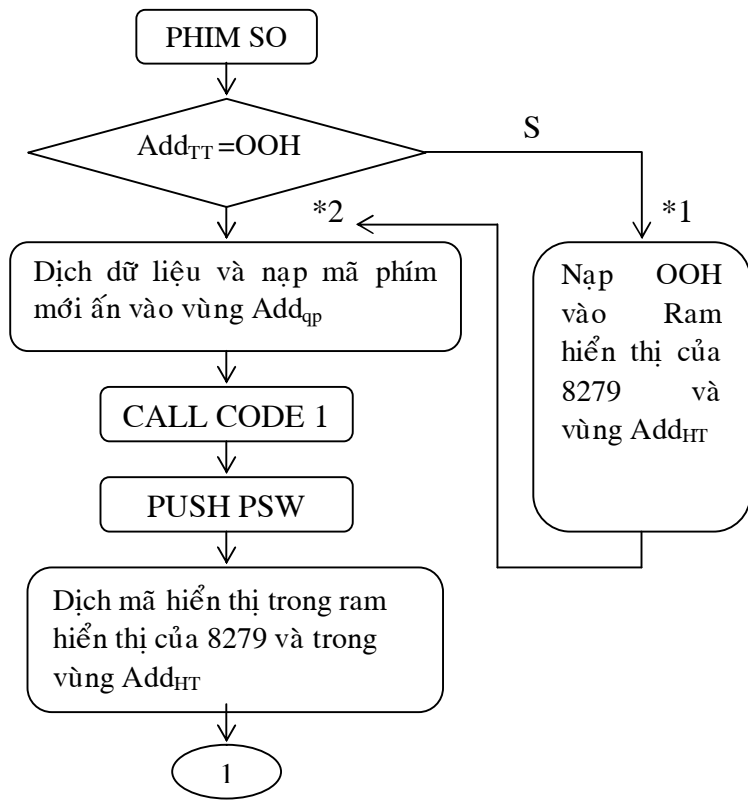 PHIM SO
Add_TT =OOH
S
*2
*1
Dịch dữ liệu và nạp mã phím
mới ấn vào vùng Add_qp
Nạp OOH
vào Ram
hiển thị của
8279 và
vùng Add_HT
CALL CODE 1
PUSH PSW
Dịch mã hiển thị trong ram
hiển thị của 8279 và trong
vùng Add_HT
1